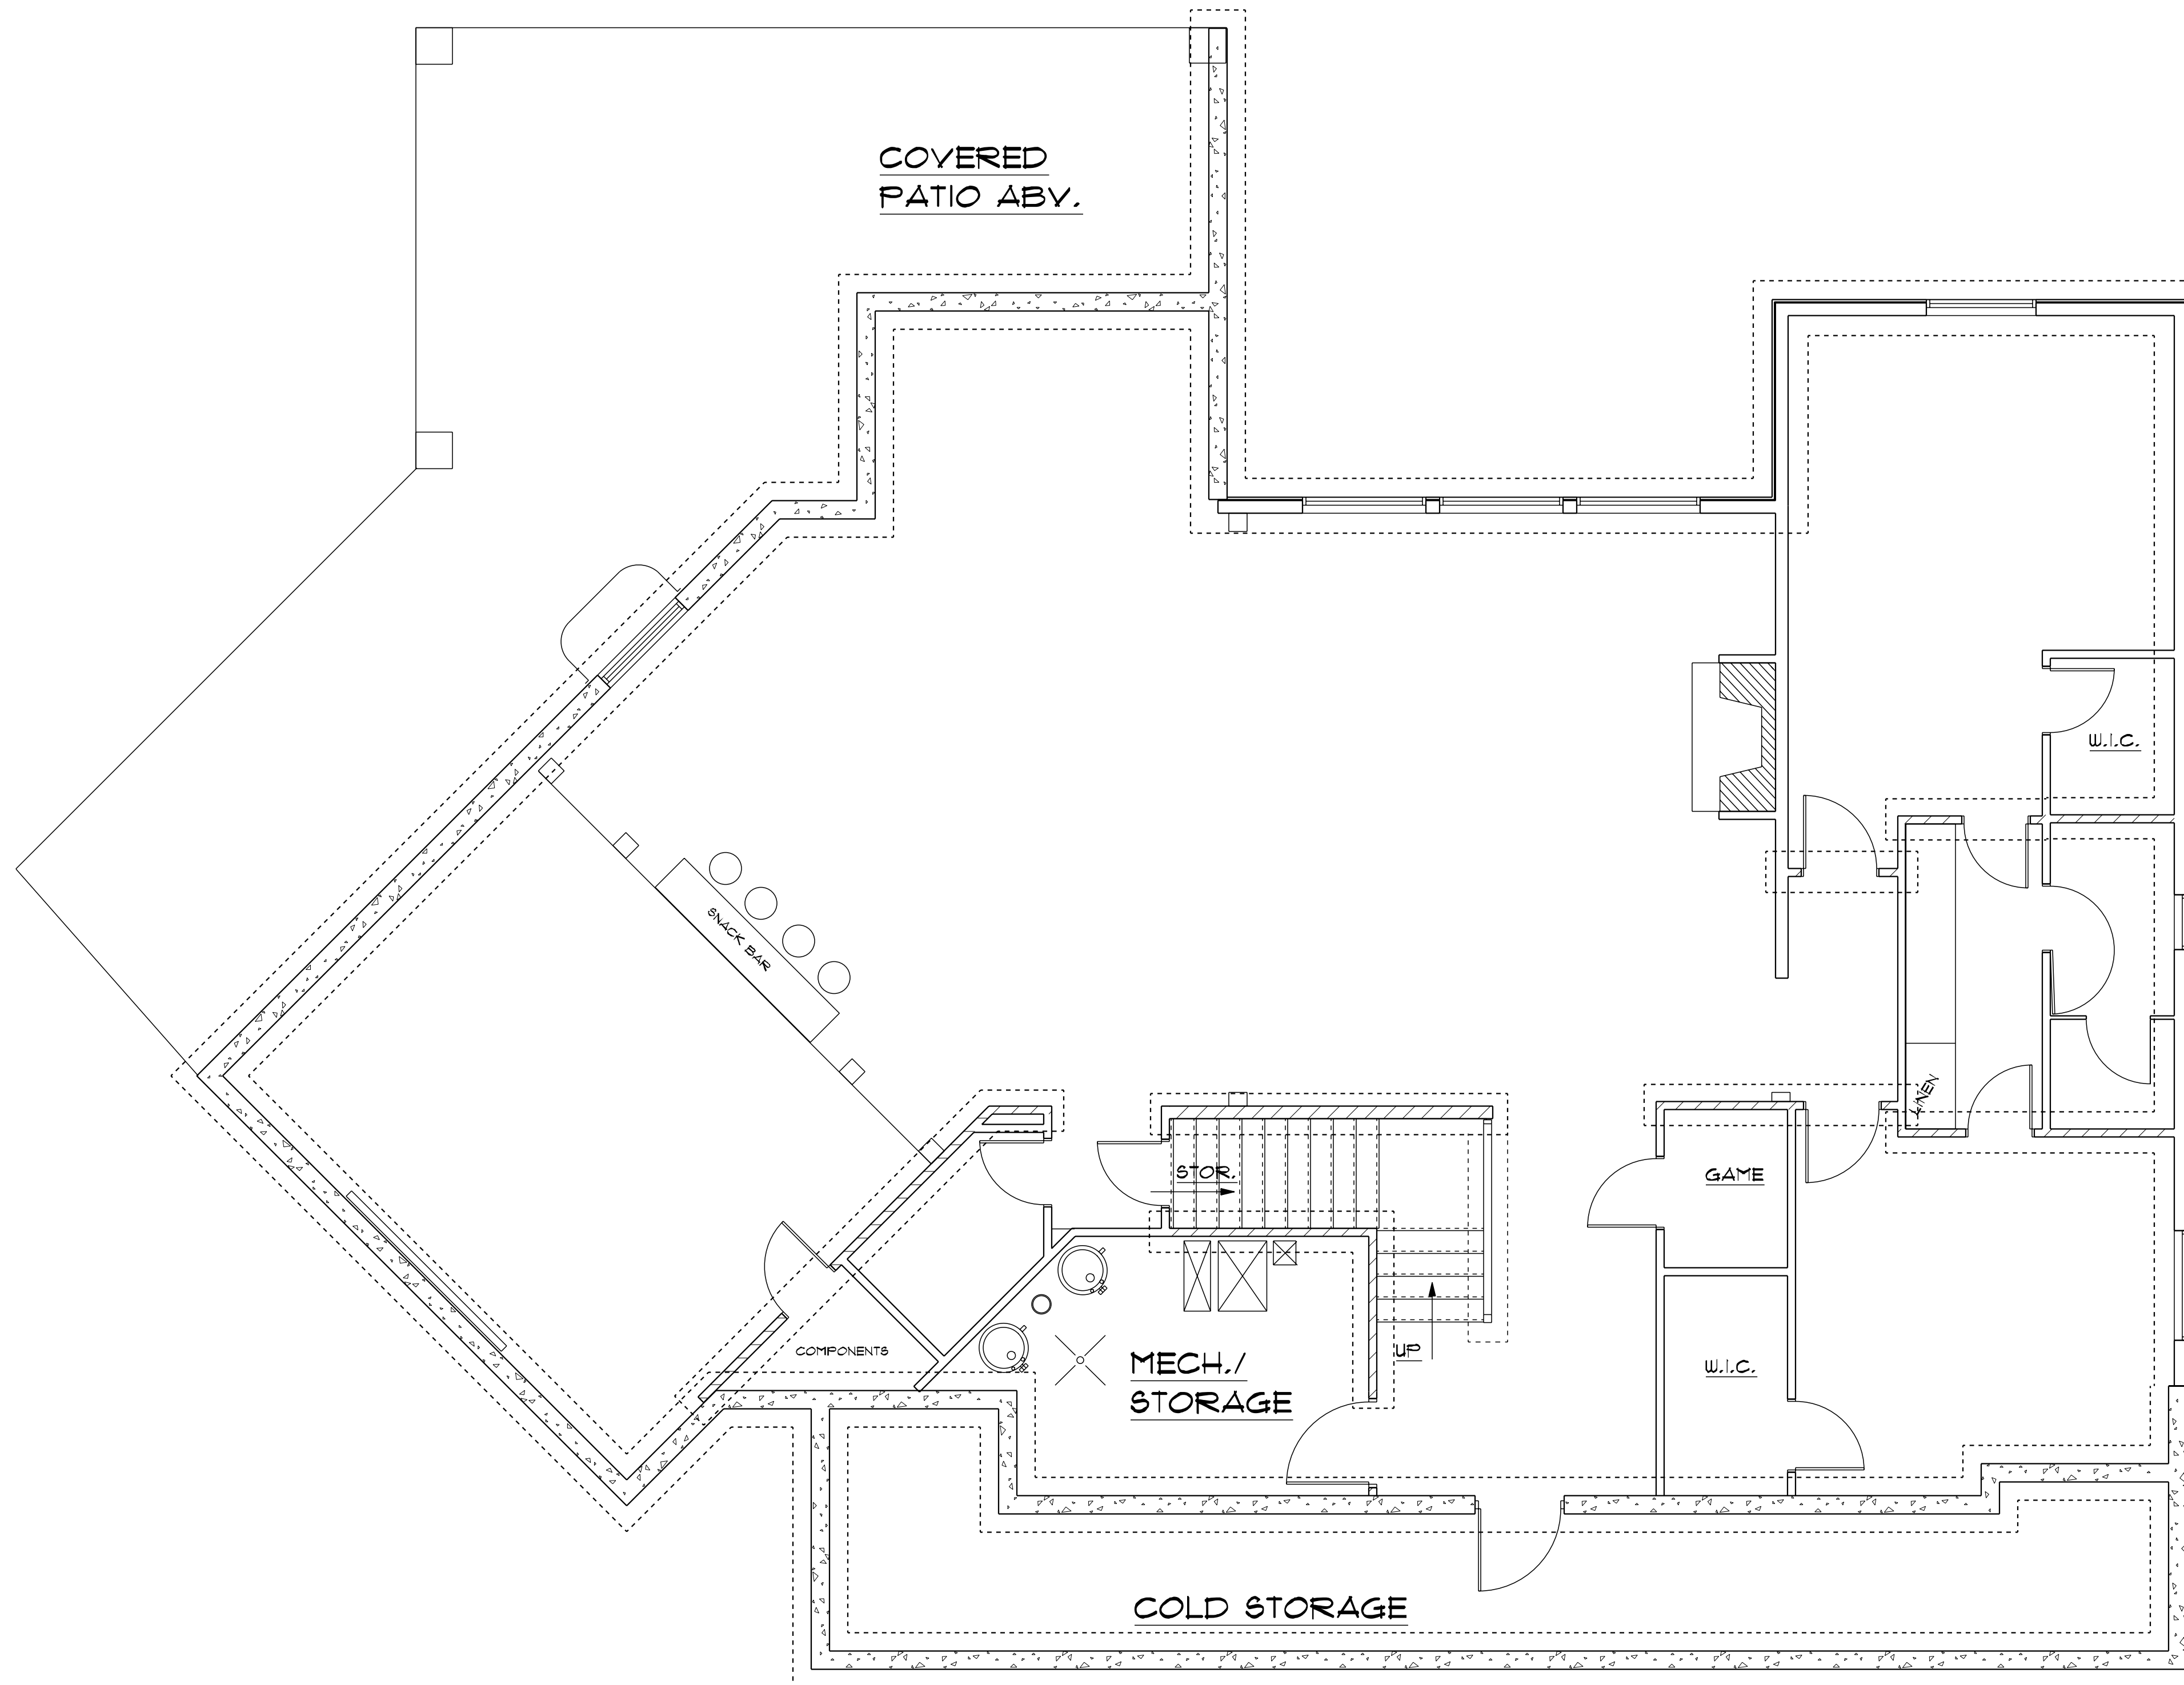 COVERED
PATIO ABV.
W.I.C.
SNACK BAR
LINEN
STOR.
GAME
COMPONENTS
UP
MECH./
STORAGE
W.I.C.
COLD STORAGE